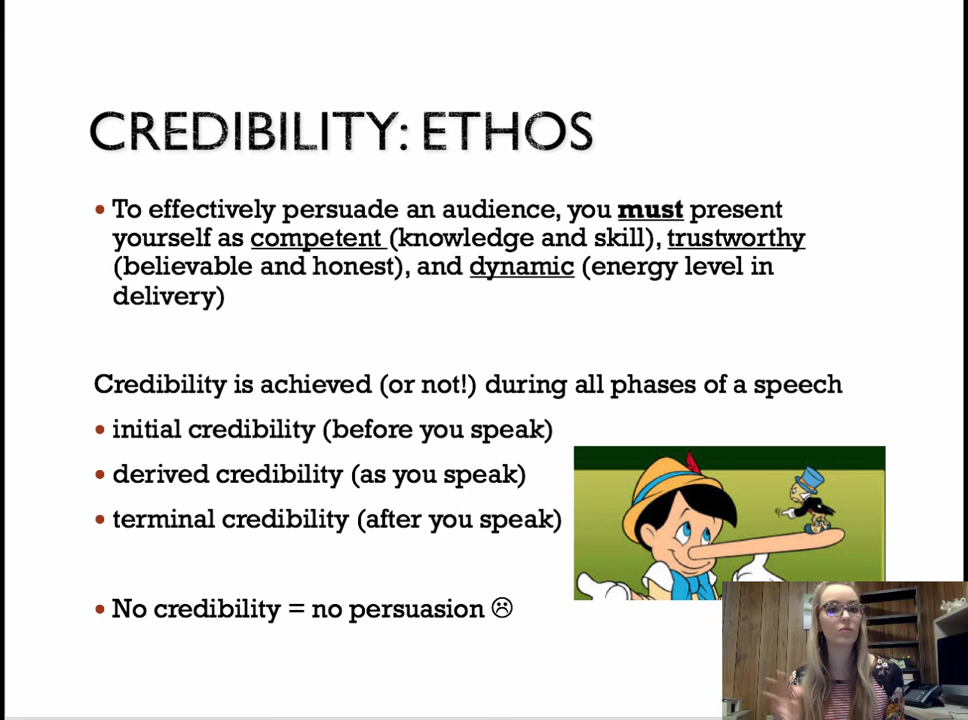 CREDIBILITY: ETHOS
• To effectively persuade an audience, you must present
yourself as competent (knowledge and skill), trustworthy
(believable and honest), and dynamic (energy level in
delivery)
Credibility is achieved (or not!) during all phases of a speech
• initial credibility (before you speak)
• derived credibility (as you speak)
• terminal credibility (after you speak)
• No credibility = no persuasion ☹